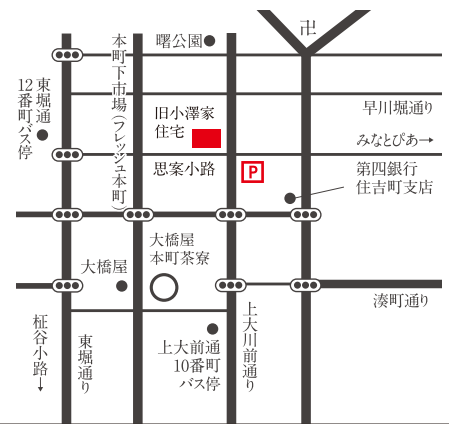 卍
曙公園
本町下市場(フレッシュ本町)
東堀通
12番町バス停
旧小澤家
住宅
早川堀通り
みなとぴあ→
思案小路
P
第四銀行
住吉町支店
大橋屋
本町茶寮
大橋屋
湊町通り
柾谷小路→
東堀通り
上大前通
10番町
バス停
上大川前通り